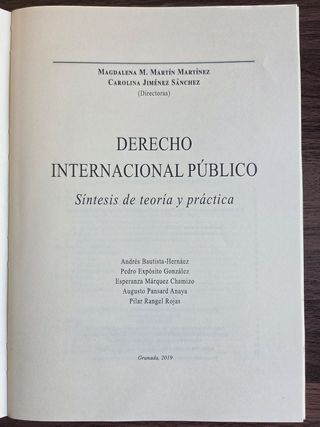 MAGDALENA M. MARTÍN MARTÍNEZ
CAROLINA JIMÉNEZ SÁNCHEZ
(Directoras)
DERECHO
INTERNACIONAL PÚBLICO
Síntesis de teoría y práctica
Andrés Bautista-Hernáez
Pedro Expósito González
Esperanza Márquez Chamizo
Augusto Pansard Anaya
Pilar Rangel Rojas
Granada, 2019